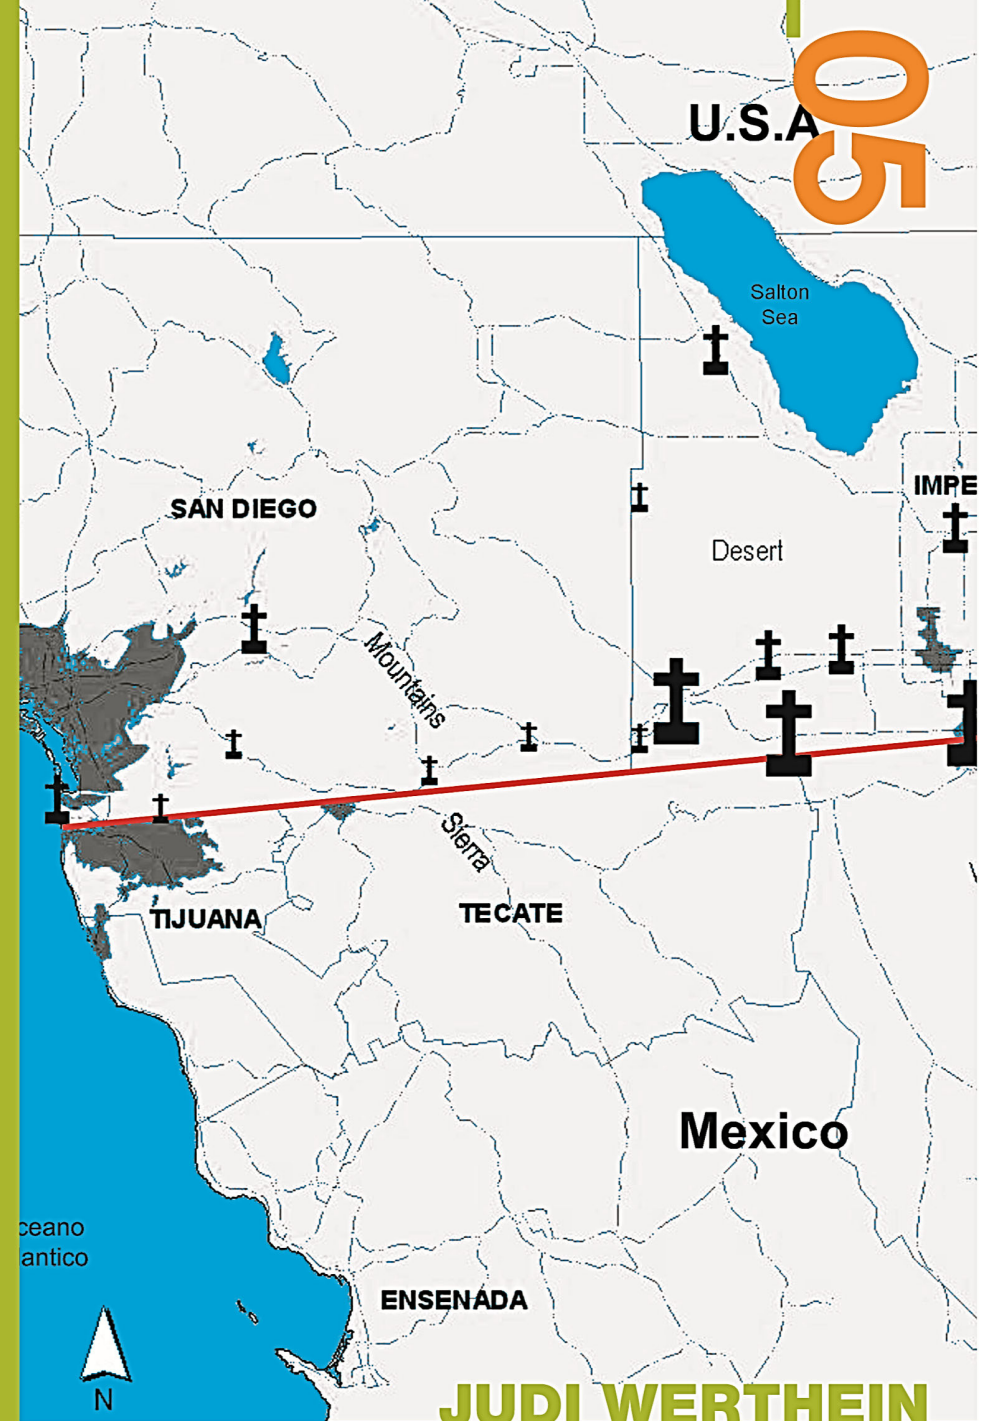 05
U.S.A
Salton
Sea
IMPE
SAN DIEGO
Desert
Mountains
Sierra
TIJUANA
TECATE
Mexico
ceano
antico
ENSENADA
N
JUDI WERTHEIN